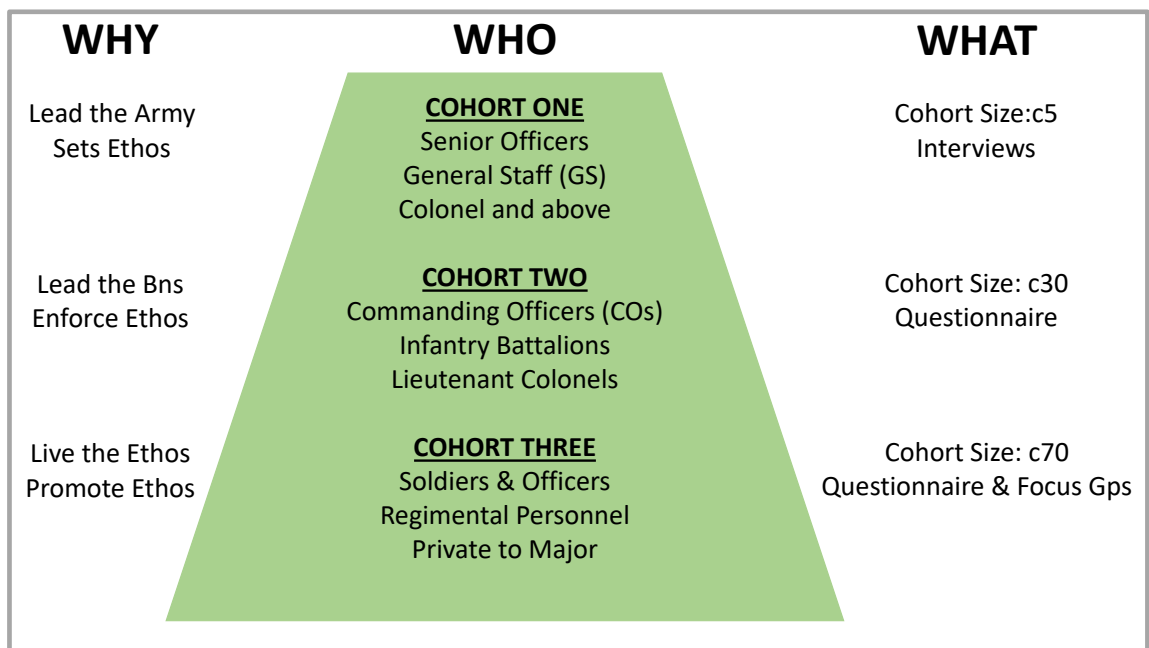 WHY
WHO
WHAT
Lead the Army
Sets Ethos
COHORT ONE
Senior Officers
General Staff (GS)
Colonel and above
Cohort Size:c5
Interviews
Lead the Bns
Enforce Ethos
COHORT TWO
Commanding Officers (COs)
Infantry Battalions
Lieutenant Colonels
Cohort Size: c30
Questionnaire
Live the Ethos
Promote Ethos
COHORT THREE
Soldiers & Officers
Regimental Personnel
Private to Major
Cohort Size: c70
Questionnaire & Focus Gps